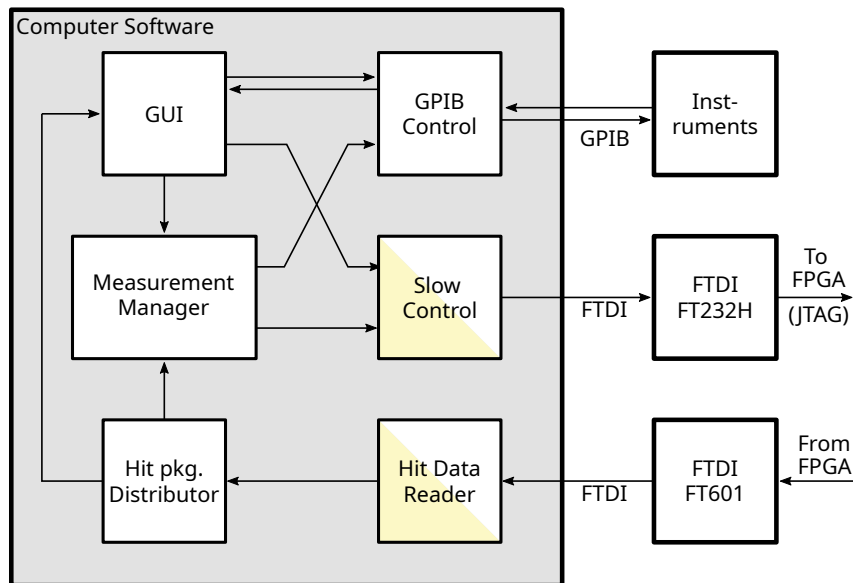 Computer Software
GUI
GPIB
Control
Inst-
ruments
GPIB
Measurement
Manager
Slow
Control
FTDI
FTDI
FT232H
To
FPGA
(JTAG)
Hit pkg.
Distributor
Hit Data
Reader
FTDI
FTDI
FT601
From
FPGA